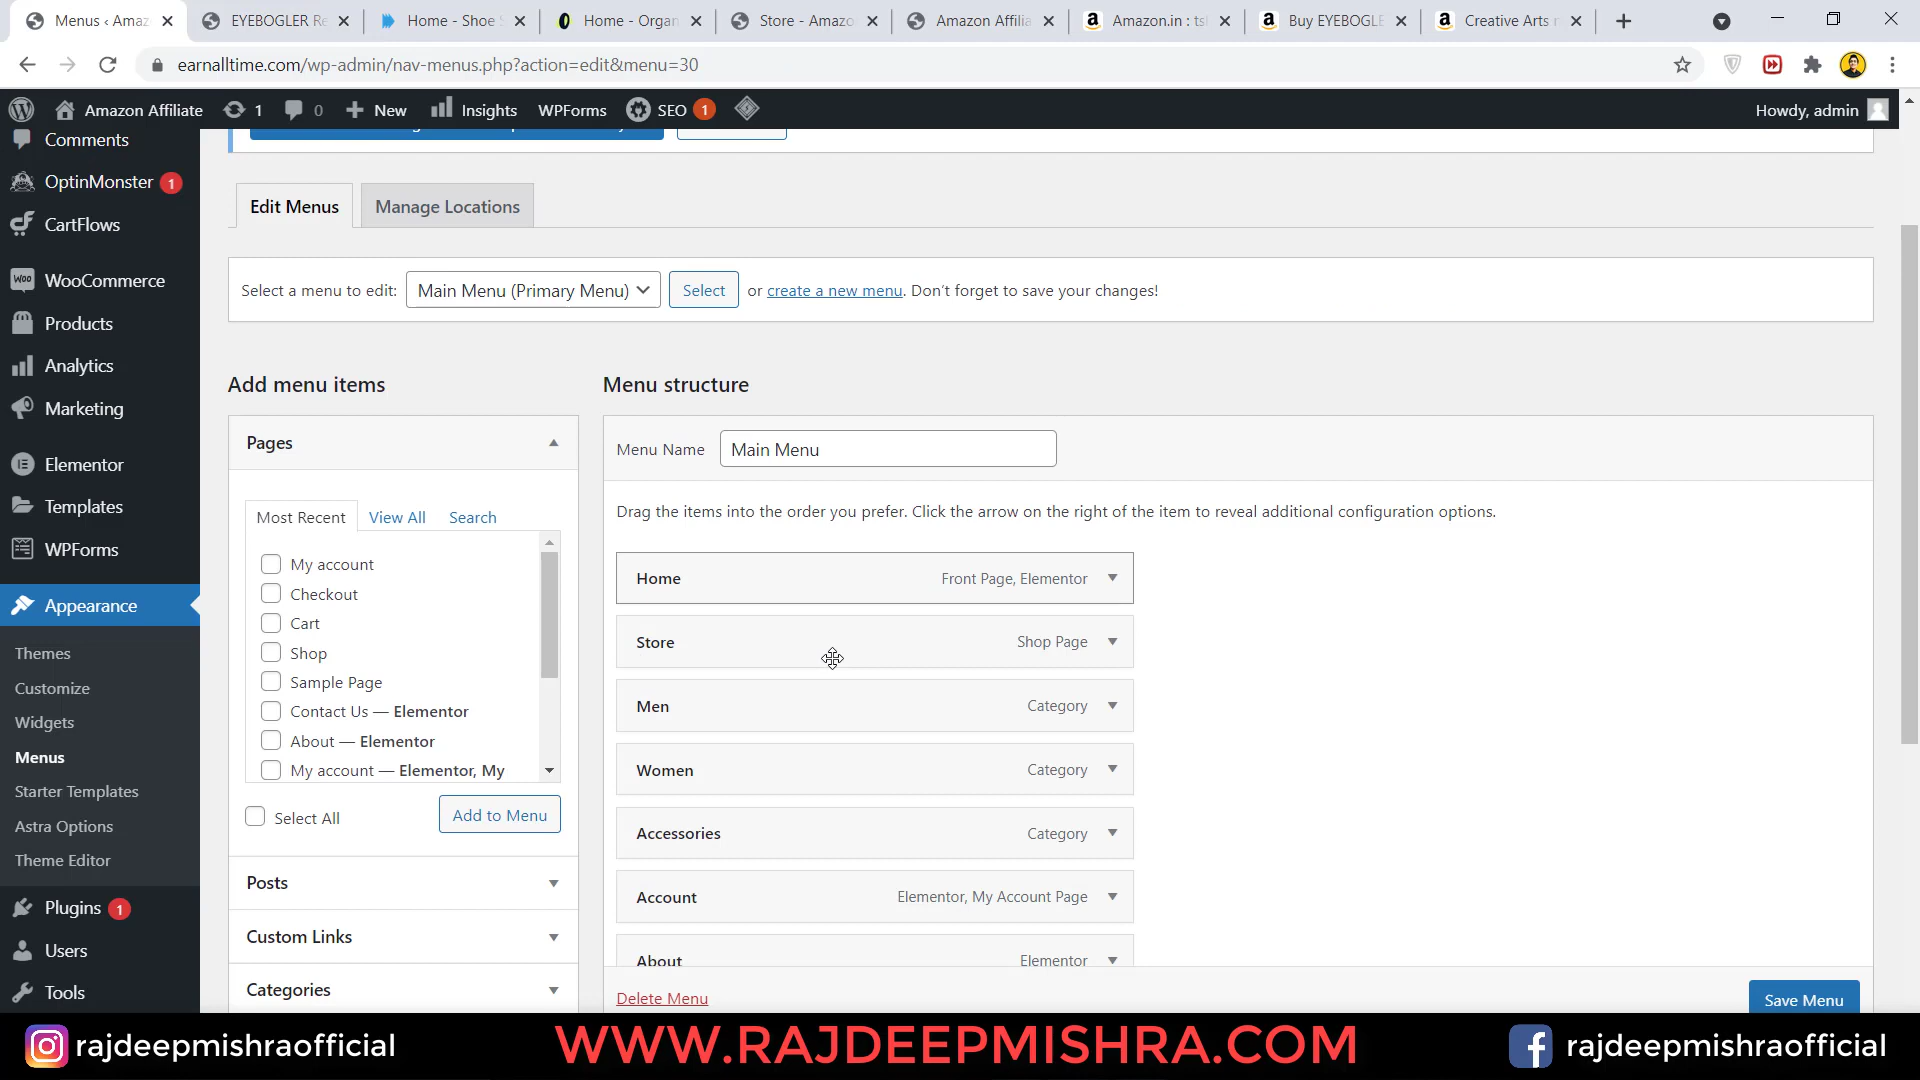 Menus ‹ Amaz
EYEBOGLER Re
Home - Shoe S
Home - Organ
Store - Amazo
Amazon Affilia
Amazon.in : tsh
Buy EYEBOGLE
Creative Arts n
earnalltime.com/wp-admin/nav-menus.php?action=edit&menu=30
Amazon Affiliate
1
0
New
Insights
WPForms
SEO 1
Howdy, admin
Comments
OptinMonster 1
CartFlows
WooCommerce
Products
Analytics
Marketing
Elementor
Templates
WPForms
Appearance
Themes
Customize
Widgets
Menus
Starter Templates
Astra Options
Theme Editor
Plugins 1
Users
Tools
Edit Menus
Manage Locations
Select a menu to edit: Main Menu (Primary Menu) Select or create a new menu. Don't forget to save your changes!
Add menu items
Pages
Most Recent View All Search
My account
Checkout
Cart
Shop
Sample Page
Contact Us — Elementor
About — Elementor
My account — Elementor, My
Select All
Add to Menu
Posts
Custom Links
Categories
Menu structure
Menu Name Main Menu
Drag the items into the order you prefer. Click the arrow on the right of the item to reveal additional configuration options.
Home Front Page, Elementor
Store Shop Page
Men Category
Women Category
Accessories Category
Account Elementor, My Account Page
About Elementor
Delete Menu
Save Menu
rajdeepmishraofficial
WWW.RAJDEEPMISHRA.COM
rajdeepmishraofficial